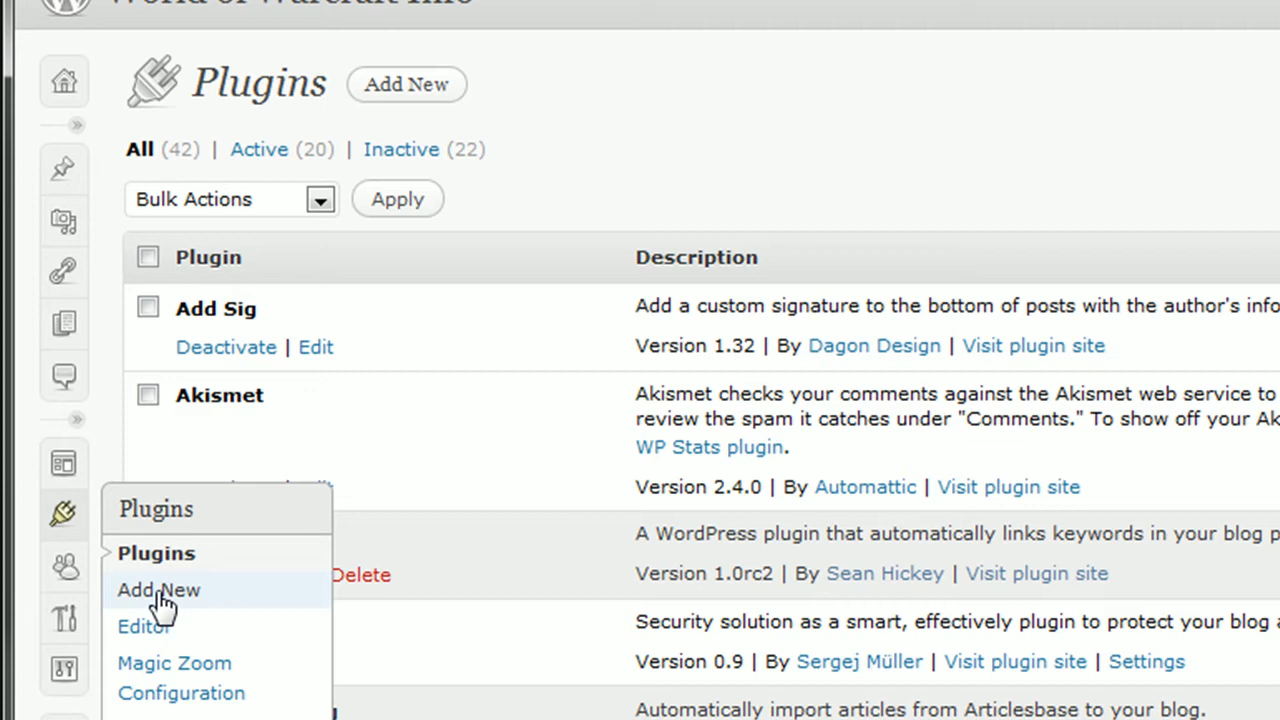 World of Warcraft Info
Plugins Add New
All (42) | Active (20) | Inactive (22)
Bulk Actions Apply
Plugin Description
Add Sig Add a custom signature to the bottom of posts with the author's info
Deactivate | Edit Version 1.32 | By Dagon Design | Visit plugin site
Akismet Akismet checks your comments against the Akismet web service to
review the spam it catches under "Comments." To show off your Ak
WP Stats plugin.
Version 2.4.0 | By Automattic | Visit plugin site
Plugins
A WordPress plugin that automatically links keywords in your blog p
Plugins
Delete Version 1.0rc2 | By Sean Hickey | Visit plugin site
Add New
Security solution as a smart, effectively plugin to protect your blog a
Editor
Version 0.9 | By Sergej Müller | Visit plugin site | Settings
Magic Zoom
Configuration
Automatically import articles from Articlesbase to your blog.